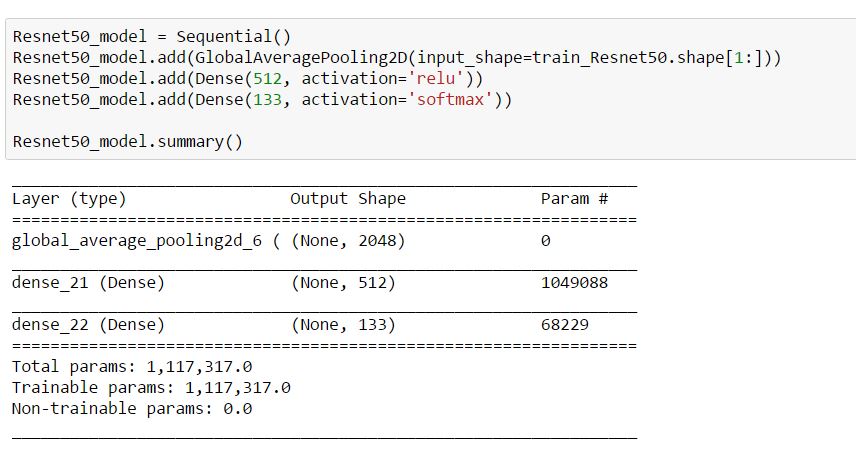 Resnet50_model = Sequential()
Resnet50_model.add(GlobalAveragePooling2D(input_shape=train_Resnet50.shape[1:]))
Resnet50_model.add(Dense(512, activation='relu'))
Resnet50_model.add(Dense(133, activation='softmax'))
Resnet50_model.summary()
_________________________________________________________________
Layer (type)                 Output Shape              Param #
=================================================================
global_average_pooling2d_6 ( (None, 2048)              0
_________________________________________________________________
dense_21 (Dense)             (None, 512)               1049088
_________________________________________________________________
dense_22 (Dense)             (None, 133)               68229
=================================================================
Total params: 1,117,317.0
Trainable params: 1,117,317.0
Non-trainable params: 0.0
_________________________________________________________________